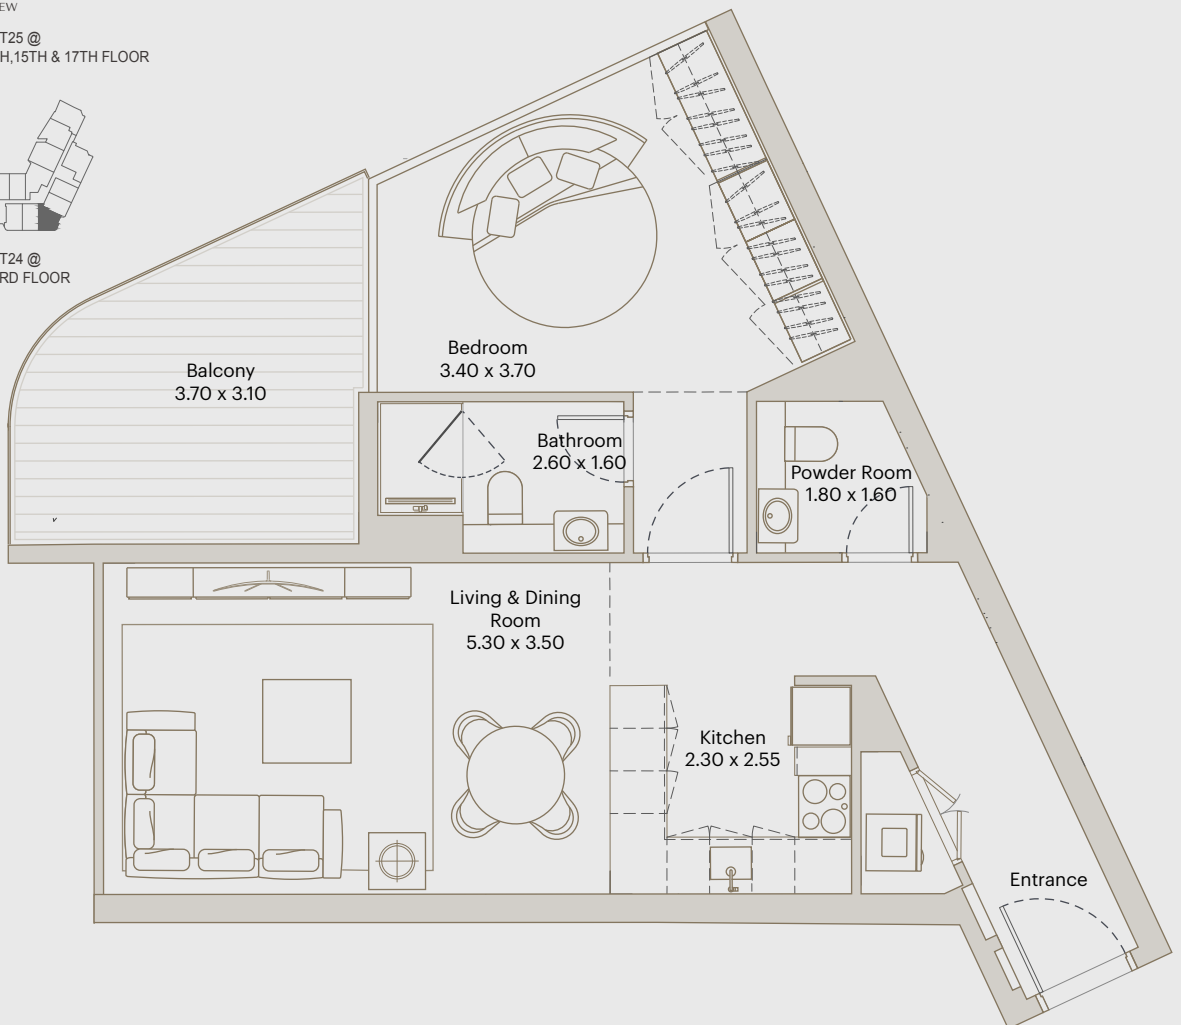 EW
T25 @
H,15TH & 17TH FLOOR
T24 @
RD FLOOR
Balcony
3.70 x 3.10
Bedroom
3.40 x 3.70
Bathroom
2.60 x 1.60
Powder Room
1.80 x 1.60
Living & Dining
Room
5.30 x 3.50
Kitchen
2.30 x 2.55
Entrance